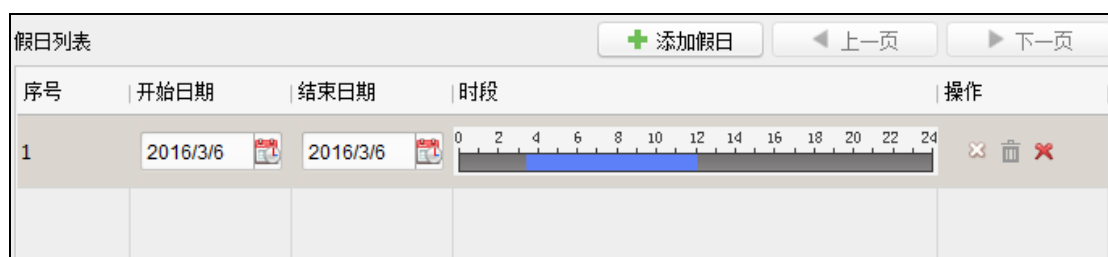 假日列表 添加假日 上一页 下一页
序号 开始日期 结束日期 时段 操作
0 2 4 6 8 10 12 14 16 18 20 22 24
1 2016/3/6 2016/3/6